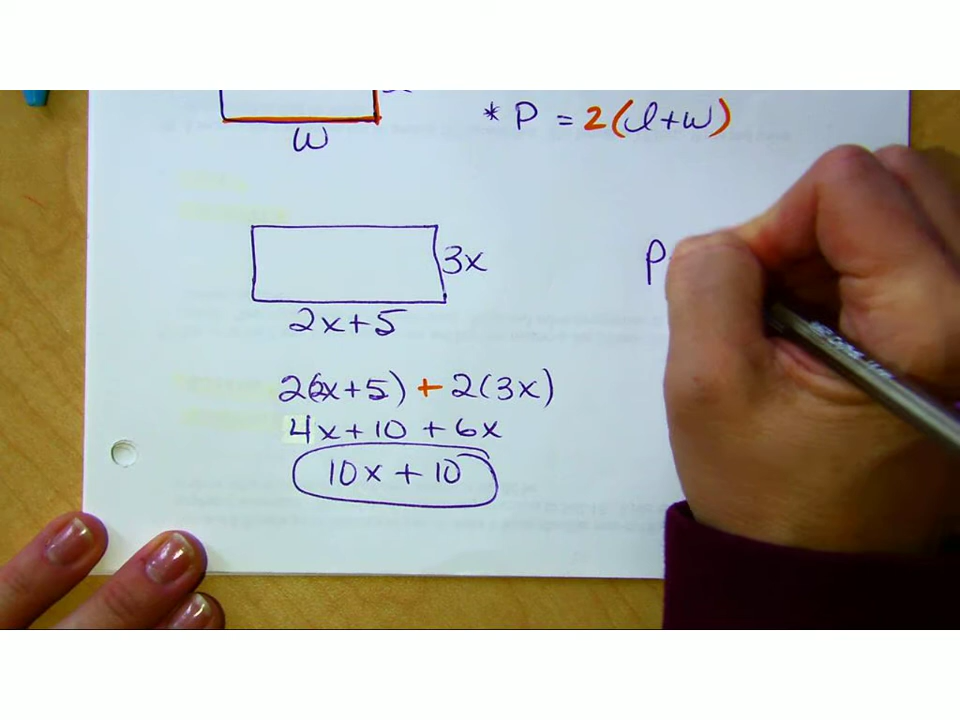 w
* P = 2(l+w)
3x
P
2x+5
2(2x+5) + 2(3x)
4x+10 + 6x
10x + 10